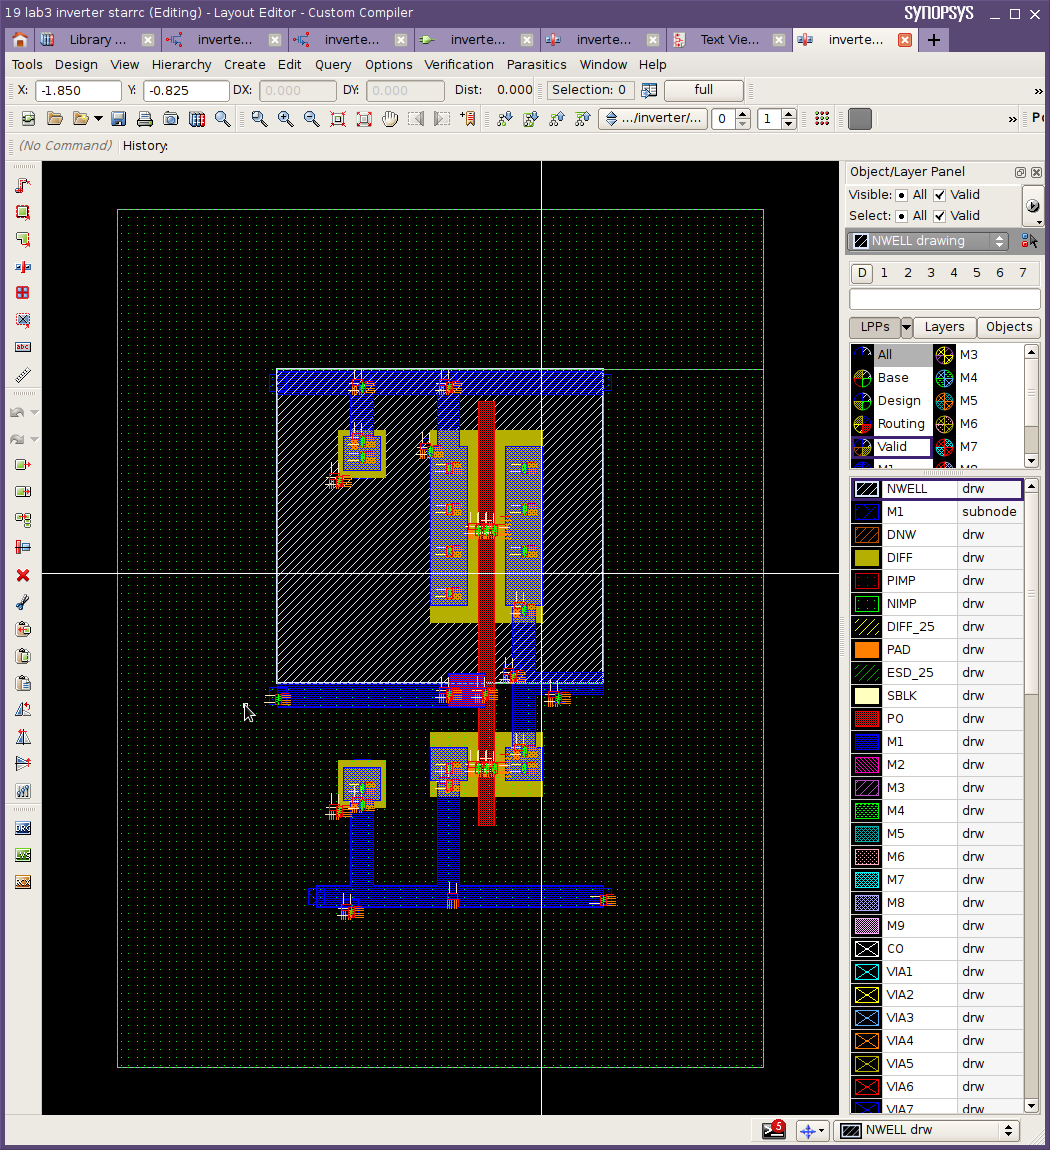 19 lab3 inverter starrc (Editing) - Layout Editor - Custom Compiler
SYNOPSYS
Library ...
inverte...
inverte...
inverte...
inverte...
Text Vie...
inverte...
Tools Design View Hierarchy Create Edit Query Options Verification Parasitics Window Help
X: -1.850 Y: -0.825 DX: 0.000 DY: 0.000 Dist: 0.000 Selection: 0 full »
.../inverter/... 0 1 »
(No Command) History:
Object/Layer Panel
Visible: All Valid
Select: All Valid
NWELL drawing
D 1 2 3 4 5 6 7
LPPs Layers Objects
All M3
Base M4
Design M5
Routing M6
Valid M7
NWELL drw
M1 subnode
DNW drw
DIFF drw
PIMP drw
NIMP drw
DIFF_25 drw
PAD drw
ESD_25 drw
SBLK drw
PO drw
M1 drw
M2 drw
M3 drw
M4 drw
M5 drw
M6 drw
M7 drw
M8 drw
M9 drw
CO drw
VIA1 drw
VIA2 drw
VIA3 drw
VIA4 drw
VIA5 drw
VIA6 drw
VIA7 drw
abc
DRC
LVS
5
NWELL drw